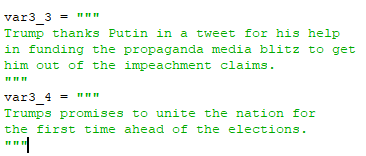 var3_3 = """
Trump thanks Putin in a tweet for his help
in funding the propaganda media blitz to get
him out of the impeachment claims.
"""
var3_4 = """
Trumps promises to unite the nation for
the first time ahead of the elections.
"""